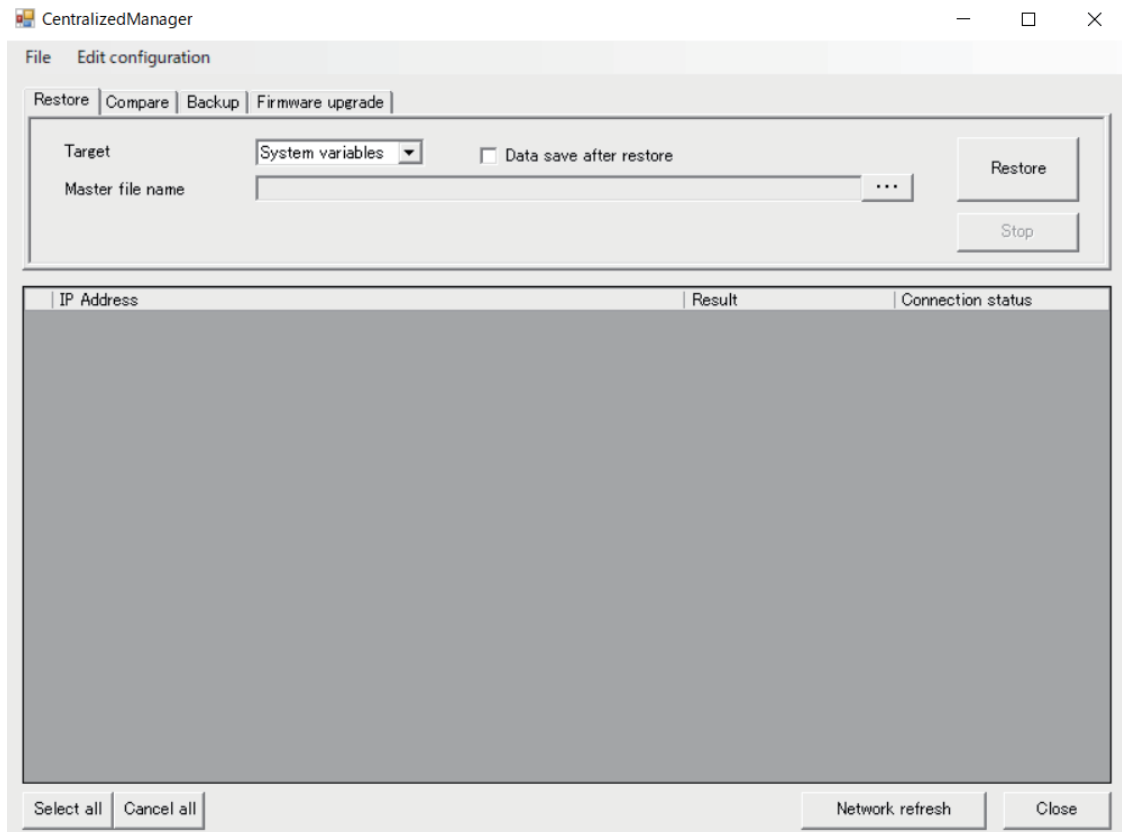 CentralizedManager
File Edit configuration
Restore Compare Backup Firmware upgrade
Target System variables Data save after restore
Restore
Master file name ...
Stop
IP Address Result Connection status
Select all Cancel all Network refresh Close